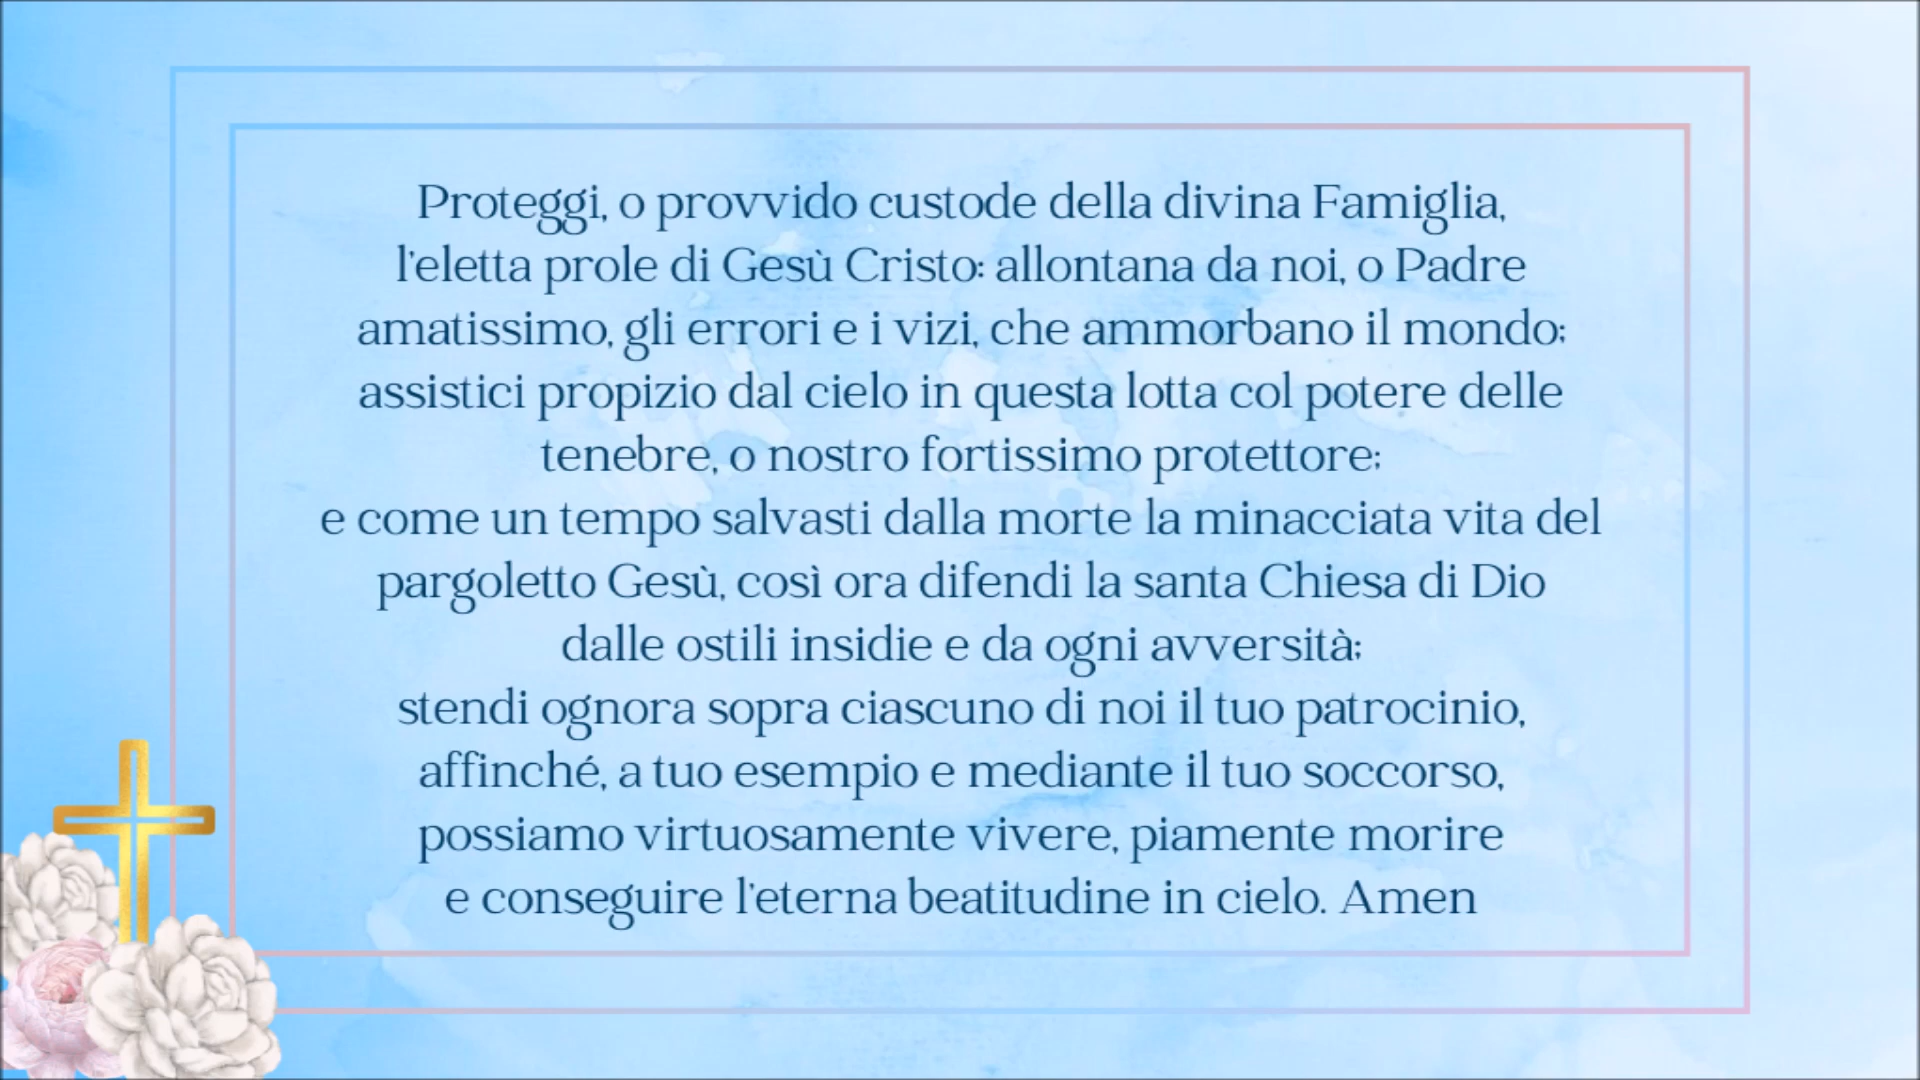 Proteggi, o provvido custode della divina Famiglia,
l'eletta prole di Gesù Cristo: allontana da noi, o Padre
amatissimo, gli errori e i vizi, che ammorbano il mondo;
assistici propizio dal cielo in questa lotta col potere delle
tenebre, o nostro fortissimo protettore;
e come un tempo salvasti dalla morte la minacciata vita del
pargoletto Gesù, così ora difendi la santa Chiesa di Dio
dalle ostili insidie e da ogni avversità;
stendi ognora sopra ciascuno di noi il tuo patrocinio,
affinché, a tuo esempio e mediante il tuo soccorso,
possiamo virtuosamente vivere, piamente morire
e conseguire l'eterna beatitudine in cielo. Amen